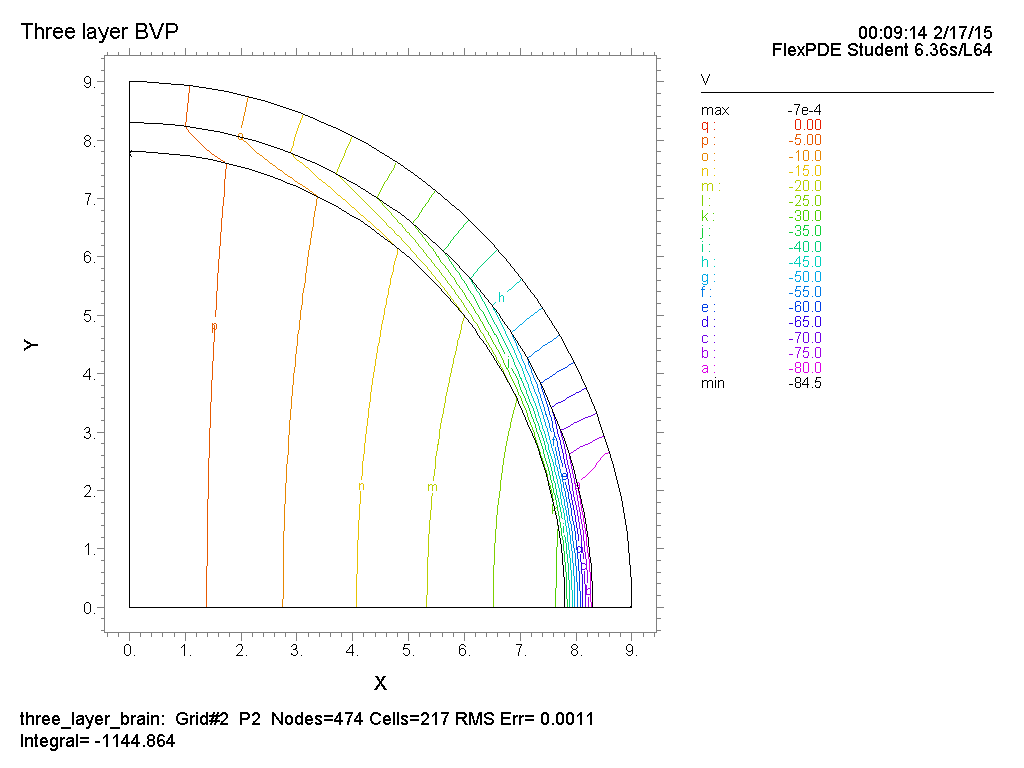 Three layer BVP
00:09:14 2/17/15
FlexPDE Student 6.36s/L64
V
max -7e-4
q : 0.00
p : -5.00
o : -10.0
n : -15.0
m : -20.0
l : -25.0
k : -30.0
j : -35.0
i : -40.0
h : -45.0
g : -50.0
f : -55.0
e : -60.0
d : -65.0
c : -70.0
b : -75.0
a : -80.0
min -84.5
9.
8.
7.
6.
5.
4.
3.
2.
1.
0.
Y
o
x
h
p
j
n
m
e
a
0. 1. 2. 3. 4. 5. 6. 7. 8. 9.
X
three_layer_brain: Grid#2 P2 Nodes=474 Cells=217 RMS Err= 0.0011
Integral= -1144.864